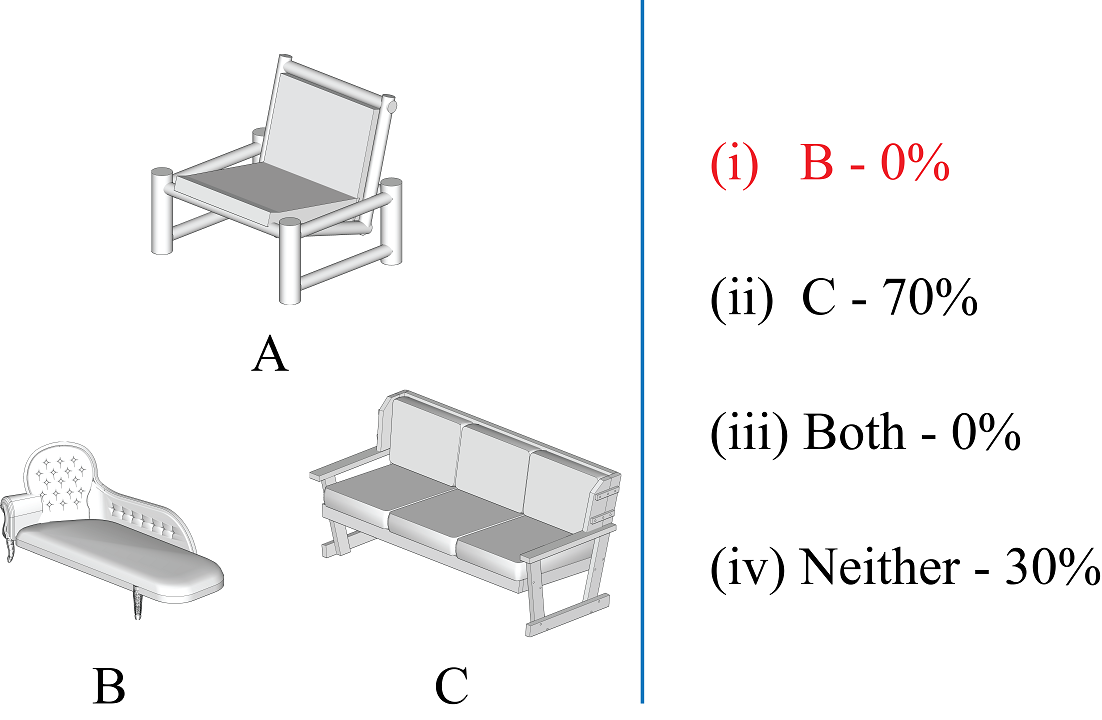 A
B
C
(i) B - 0%
(ii) C - 70%
(iii) Both - 0%
(iv) Neither - 30%